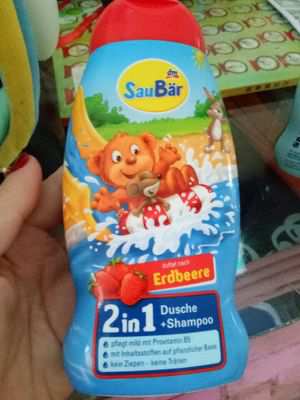 dm
SauBär
duftet nach
Erdbeere
2in1 Dusche
+Shampoo
pflegt mild mit Provitamin B5
mit Inhaltsstoffen auf pflanzlicher Basis
kein Ziepen - keine Tränen